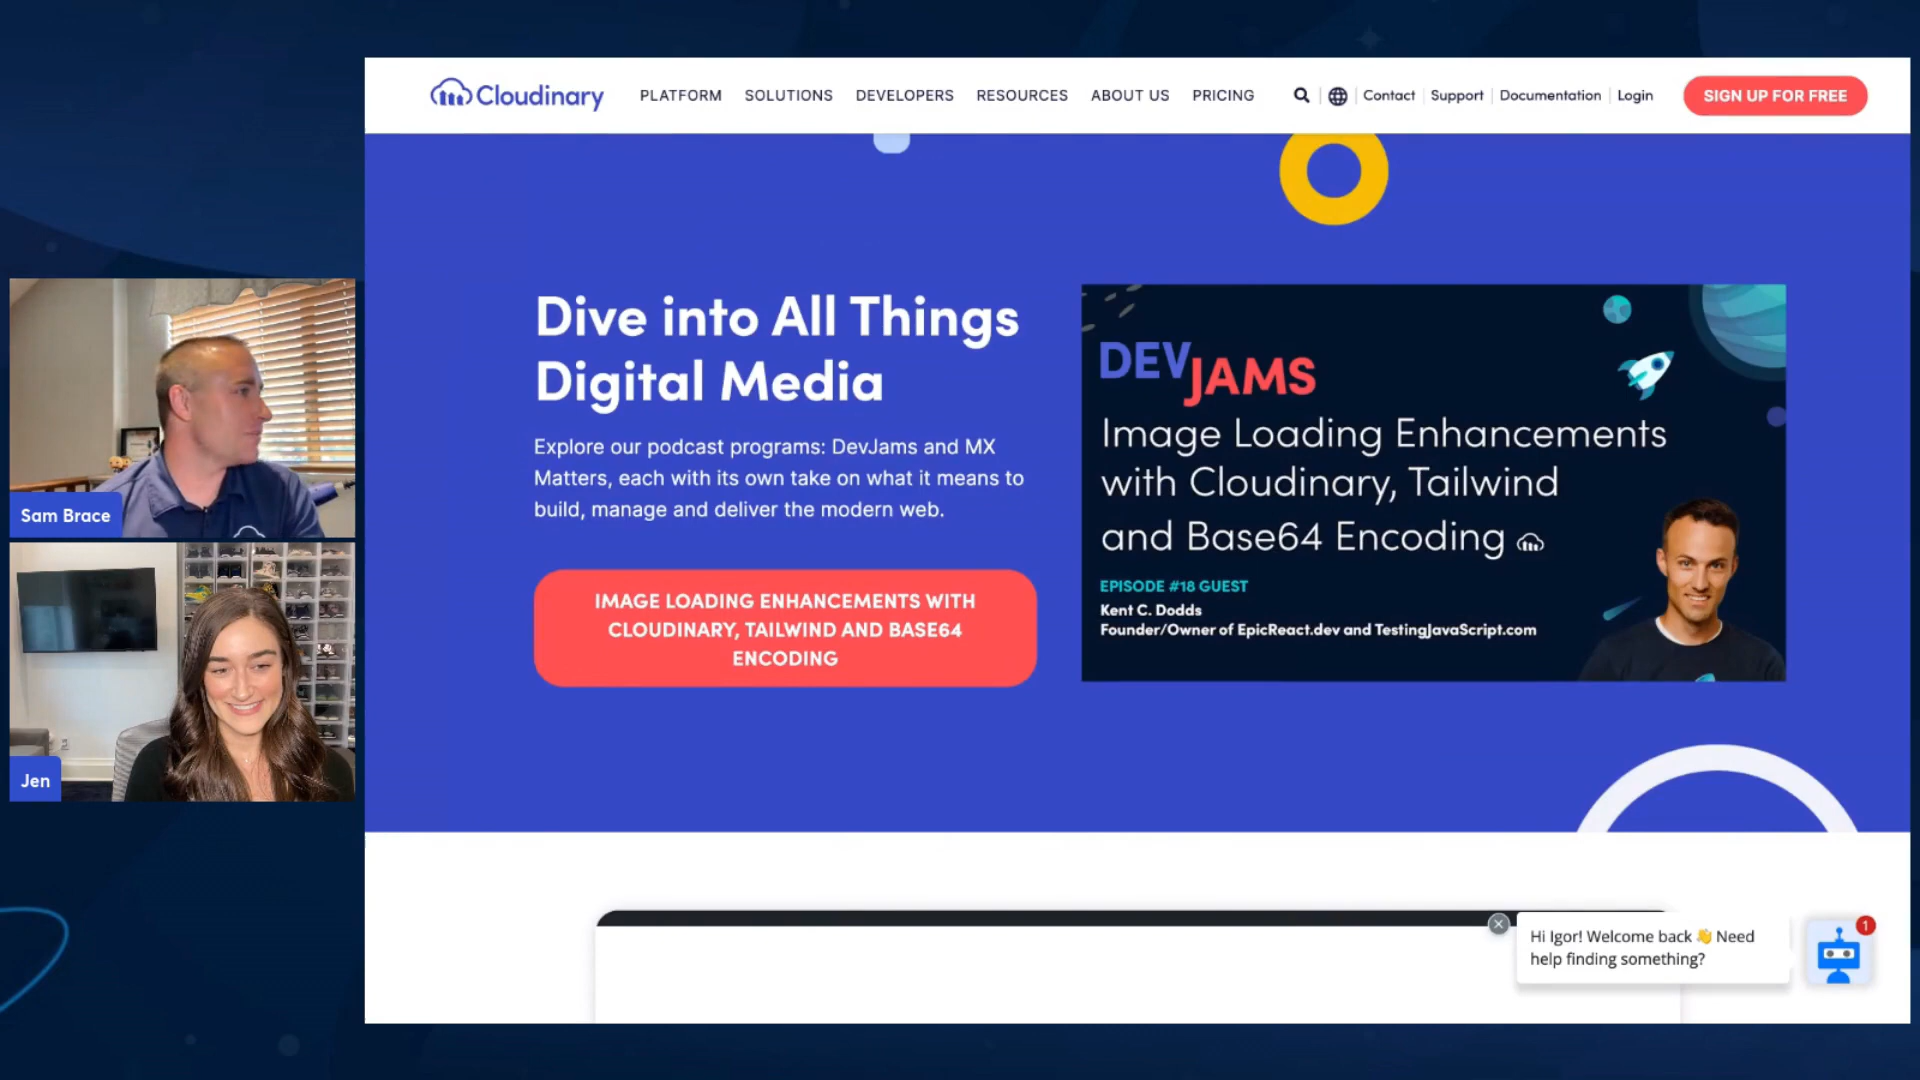 Cloudinary
PLATFORM
SOLUTIONS
DEVELOPERS
RESOURCES
ABOUT US
PRICING
Contact
Support
Documentation
Login
SIGN UP FOR FREE
Dive into All Things
Digital Media
Explore our podcast programs: DevJams and MX
Matters, each with its own take on what it means to
build, manage and deliver the modern web.
IMAGE LOADING ENHANCEMENTS WITH
CLOUDINARY, TAILWIND AND BASE64
ENCODING
DEVJAMS
Image Loading Enhancements
with Cloudinary, Tailwind
and Base64 Encoding
EPISODE #18 GUEST
Kent C. Dodds
Founder/Owner of EpicReact.dev and TestingJavaScript.com
Sam Brace
Jen
Hi Igor! Welcome back 👋 Need
help finding something?
1